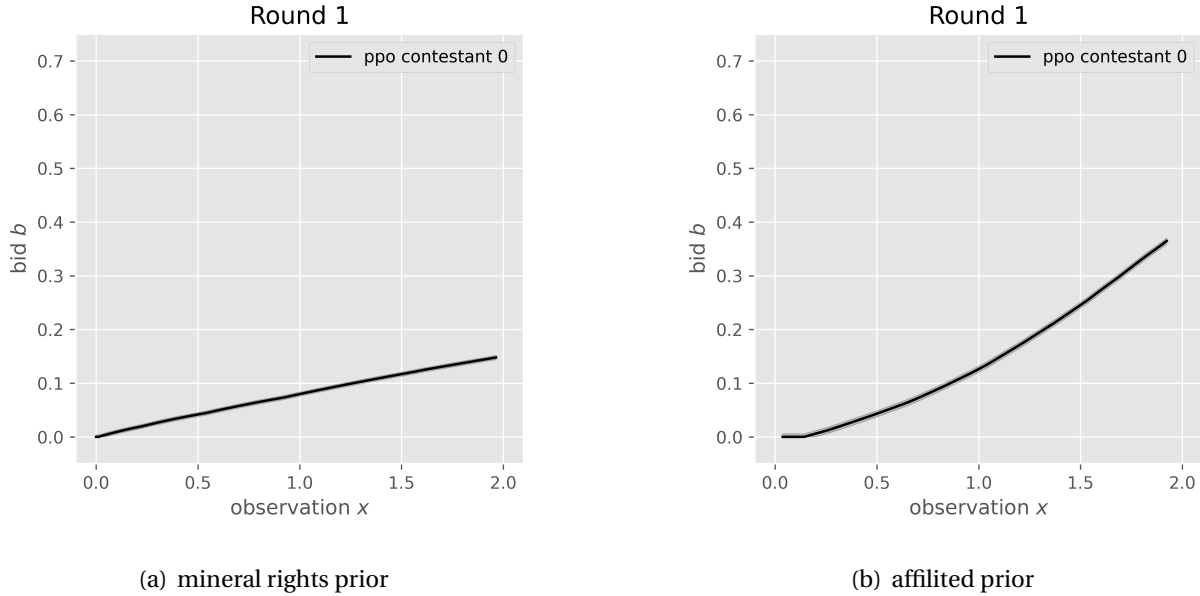 Round 1
ppo contestant 0
0.7
0.6
0.5
0.4
0.3
0.2
0.1
0.0
bid b
0.0 0.5 1.0 1.5 2.0
observation x
(a) mineral rights prior
Round 1
ppo contestant 0
0.7
0.6
0.5
0.4
0.3
0.2
0.1
0.0
bid b
0.0 0.5 1.0 1.5 2.0
observation x
(b) affilited prior